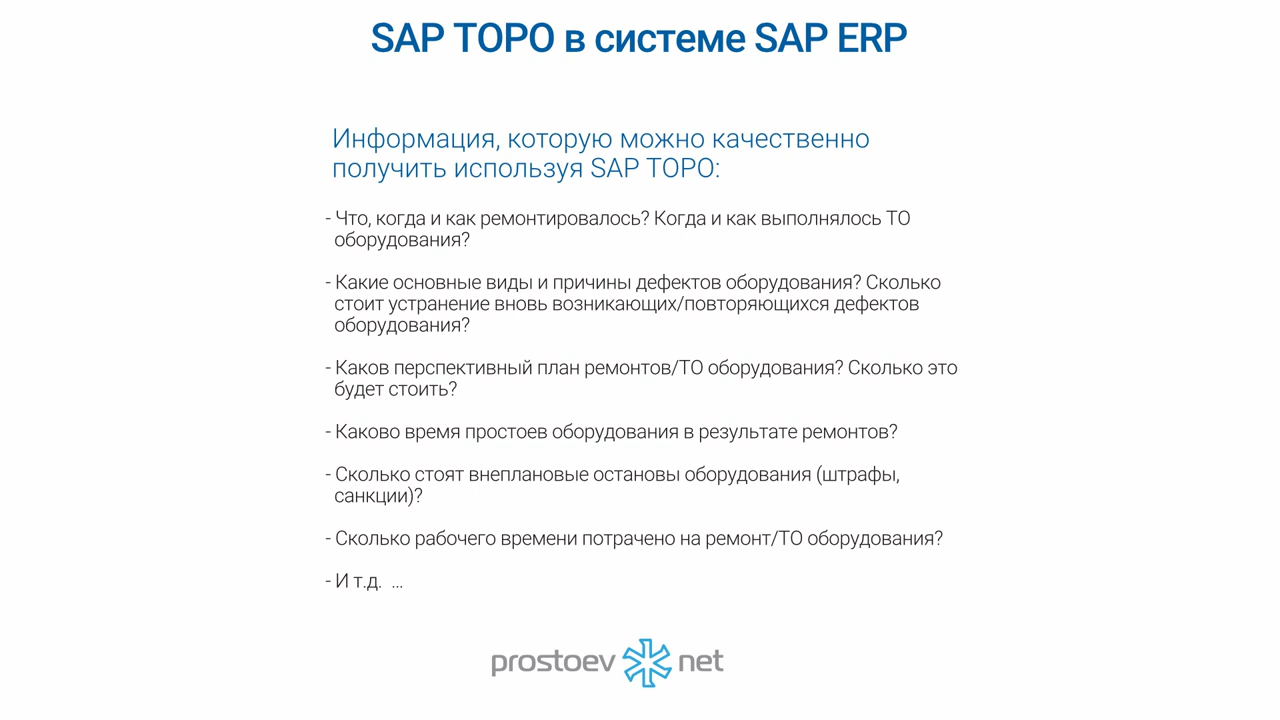 SAP ТОРО в системе SAP ERP
Информация, которую можно качественно
получить используя SAP ТОРО:
- Что, когда и как ремонтировалось? Когда и как выполнялось ТО
оборудования?
- Какие основные виды и причины дефектов оборудования? Сколько
стоит устранение вновь возникающих/повторяющихся дефектов
оборудования?
- Каков перспективный план ремонтов/ТО оборудования? Сколько это
будет стоить?
- Каково время простоев оборудования в результате ремонтов?
- Сколько стоят внеплановые остановы оборудования (штрафы,
санкции)?
- Сколько рабочего времени потрачено на ремонт/ТО оборудования?
- И т.д. ...
prostoev net